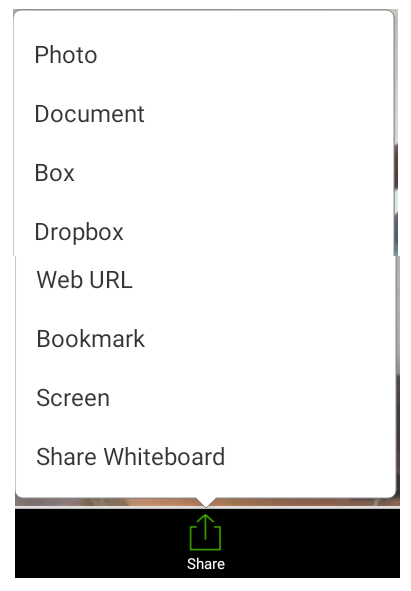 Photo
Document
Box
Dropbox
Web URL
Bookmark
Screen
Share Whiteboard
Share